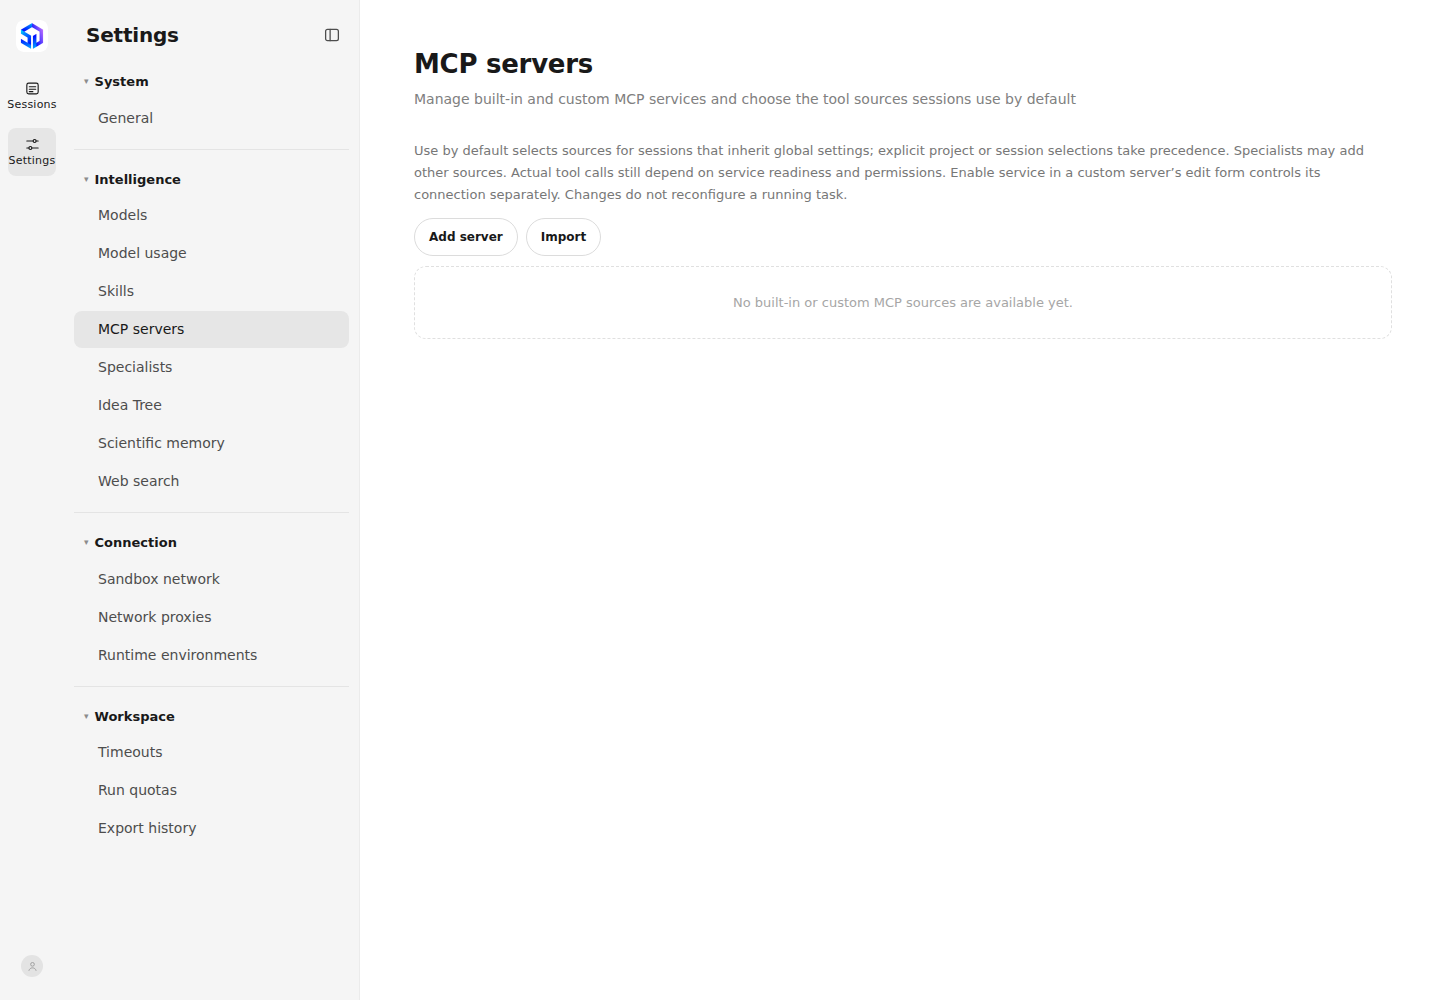 Settings
Sessions
Settings
System
General
Intelligence
Models
Model usage
Skills
MCP servers
Specialists
Idea Tree
Scientific memory
Web search
Connection
Sandbox network
Network proxies
Runtime environments
Workspace
Timeouts
Run quotas
Export history
MCP servers
Manage built-in and custom MCP services and choose the tool sources sessions use by default
Use by default selects sources for sessions that inherit global settings; explicit project or session selections take precedence. Specialists may add
other sources. Actual tool calls still depend on service readiness and permissions. Enable service in a custom server’s edit form controls its
connection separately. Changes do not reconfigure a running task.
Add server
Import
No built-in or custom MCP sources are available yet.